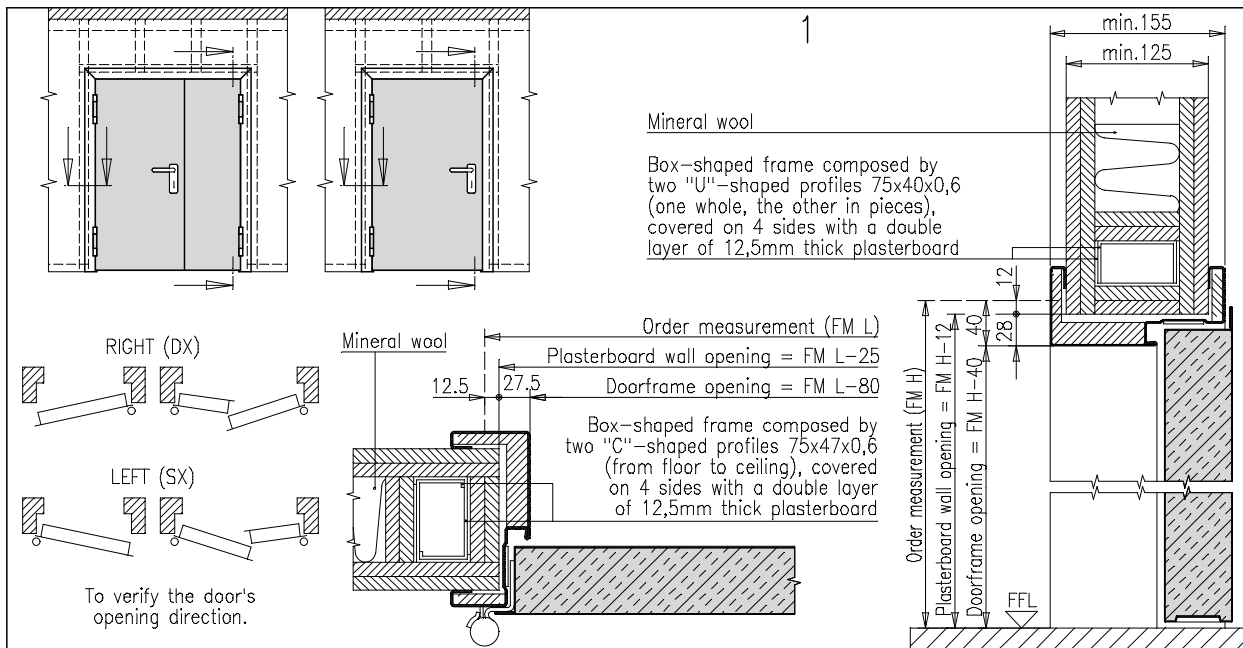 1
min.155
min.125
Mineral wool
Box-shaped frame composed by
two "U"-shaped profiles 75x40x0,6
(one whole, the other in pieces),
covered on 4 sides with a double
layer of 12,5mm thick plasterboard
12
40
28
Order measurement (FM H)
Plasterboard wall opening = FM H-12
Doorframe opening = FM H-40
FFL
RIGHT (DX)
LEFT (SX)
To verify the door's
opening direction.
Mineral wool
Order measurement (FM L)
Plasterboard wall opening = FM L-25
12.5
27.5
Doorframe opening = FM L-80
Box-shaped frame composed by
two "C"-shaped profiles 75x47x0,6
(from floor to ceiling), covered
on 4 sides with a double layer
of 12,5mm thick plasterboard